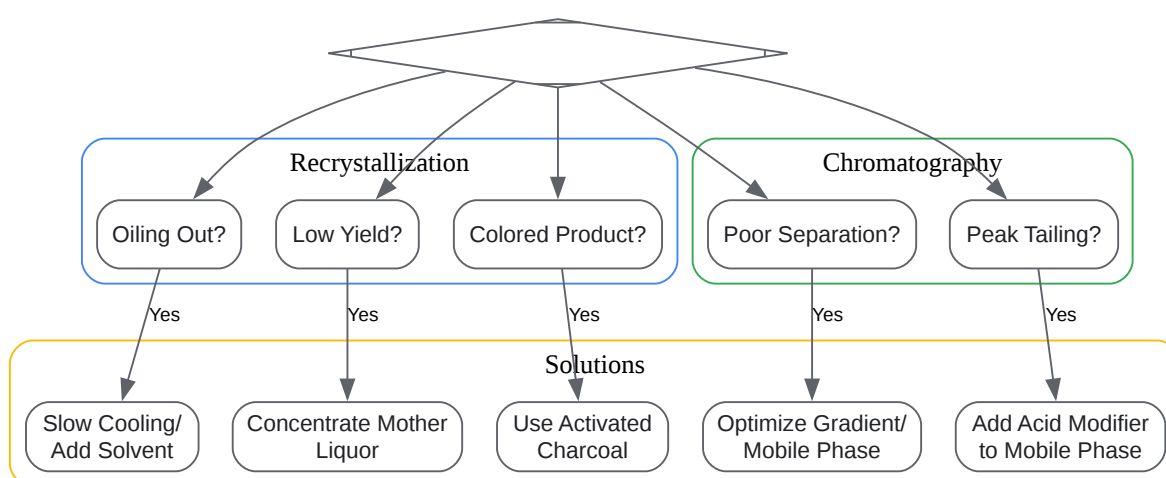 Recrystallization
Chromatography
Oiling Out?
Low Yield?
Colored Product?
Poor Separation?
Peak Tailing?
Yes
Yes
Yes
Yes
Yes
Solutions
Slow Cooling/
Add Solvent
Concentrate Mother
Liquor
Use Activated
Charcoal
Optimize Gradient/
Mobile Phase
Add Acid Modifier
to Mobile Phase